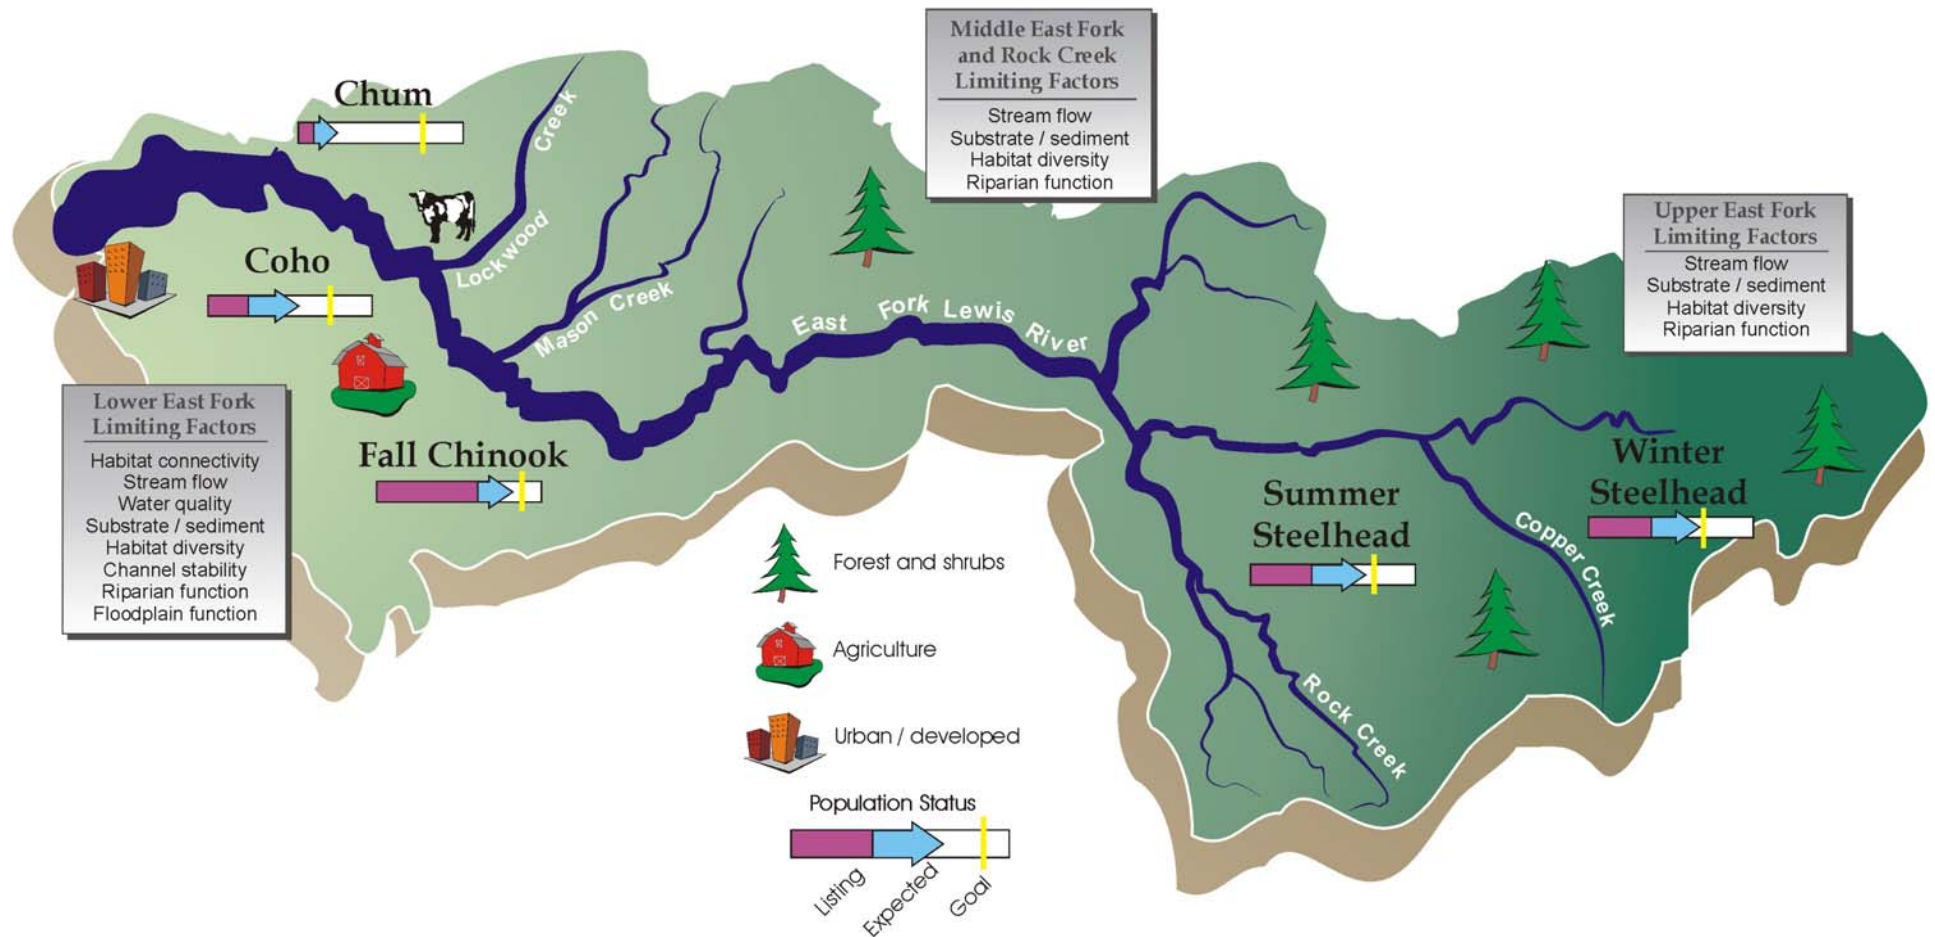 Middle East Fork
and Rock Creek
Limiting Factors
Stream flow
Substrate / sediment
Habitat diversity
Riparian function
Chum
Creek
Lockwood
Upper East Fork
Limiting Factors
Stream flow
Substrate / sediment
Habitat diversity
Riparian function
Coho
Mason Creek
East Fork Lewis River
Lower East Fork
Limiting Factors
Habitat connectivity
Stream flow
Water quality
Substrate / sediment
Habitat diversity
Channel stability
Riparian function
Floodplain function
Fall Chinook
Winter
Steelhead
Summer
Steelhead
Copper Creek
Rock Creek
Forest and shrubs
Agriculture
Urban / developed
Population Status
Listing
Expected
Goal